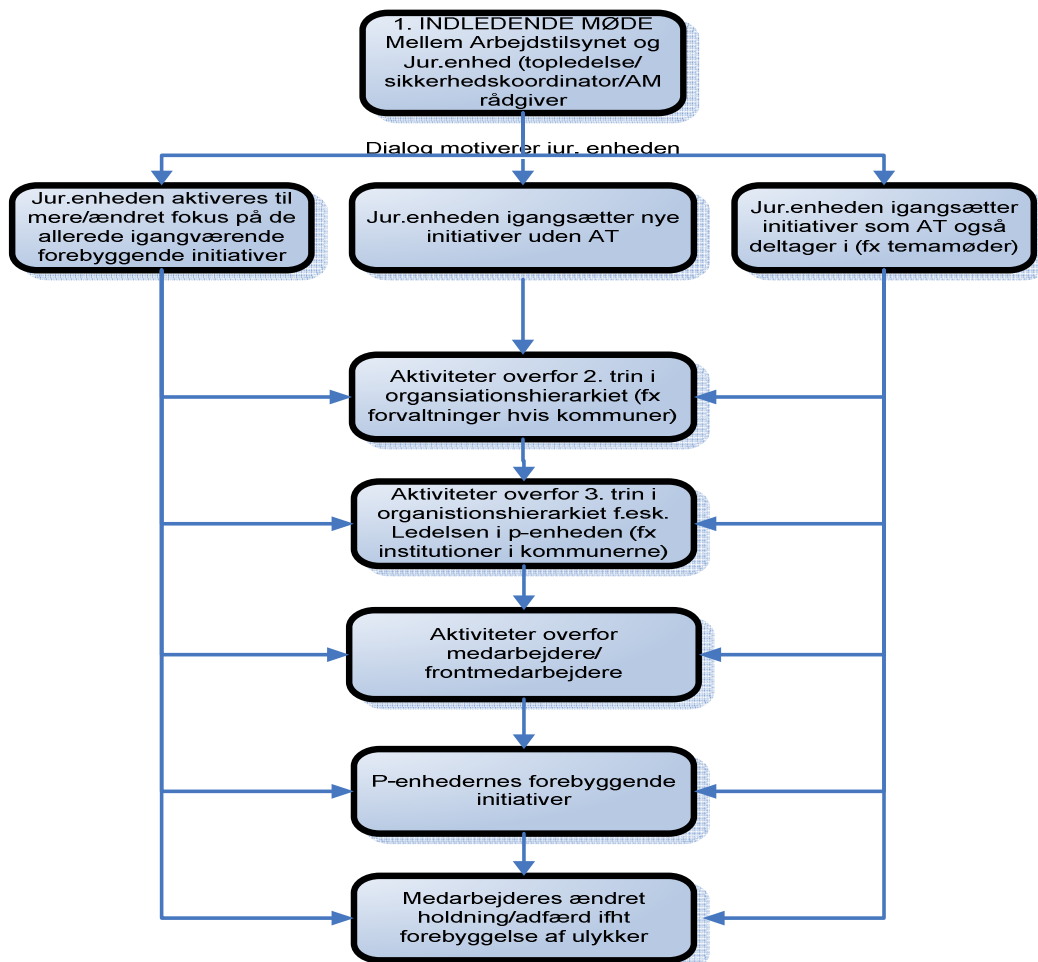 1. INDLEDENDE MØDE
Mellem Arbejdstilsynet og
Jur.enhed (topledelse/
sikkerhedskoordinator/AM
rådgiver
Dialog motiverer jur. enheden
Jur.enheden aktiveres til
mere/ændret fokus på de
allerede igangværende
forebyggende initiativer
Jur.enheden igangsætter nye
initiativer uden AT
Jur.enheden igangsætter
initiativer som AT også
deltager i (fx temamøder)
Aktiviteter overfor 2. trin i
organsiationshierarkiet (fx
forvaltninger hvis kommuner)
Aktiviteter overfor 3. trin i
organistionshierarkiet f.esk.
Ledelsen i p-enheden (fx
institutioner i kommunerne)
Aktiviteter overfor
medarbejdere/
frontmedarbejdere
P-enhedernes forebyggende
initiativer
Medarbejderes ændret
holdning/adfærd ifht
forebyggelse af ulykker